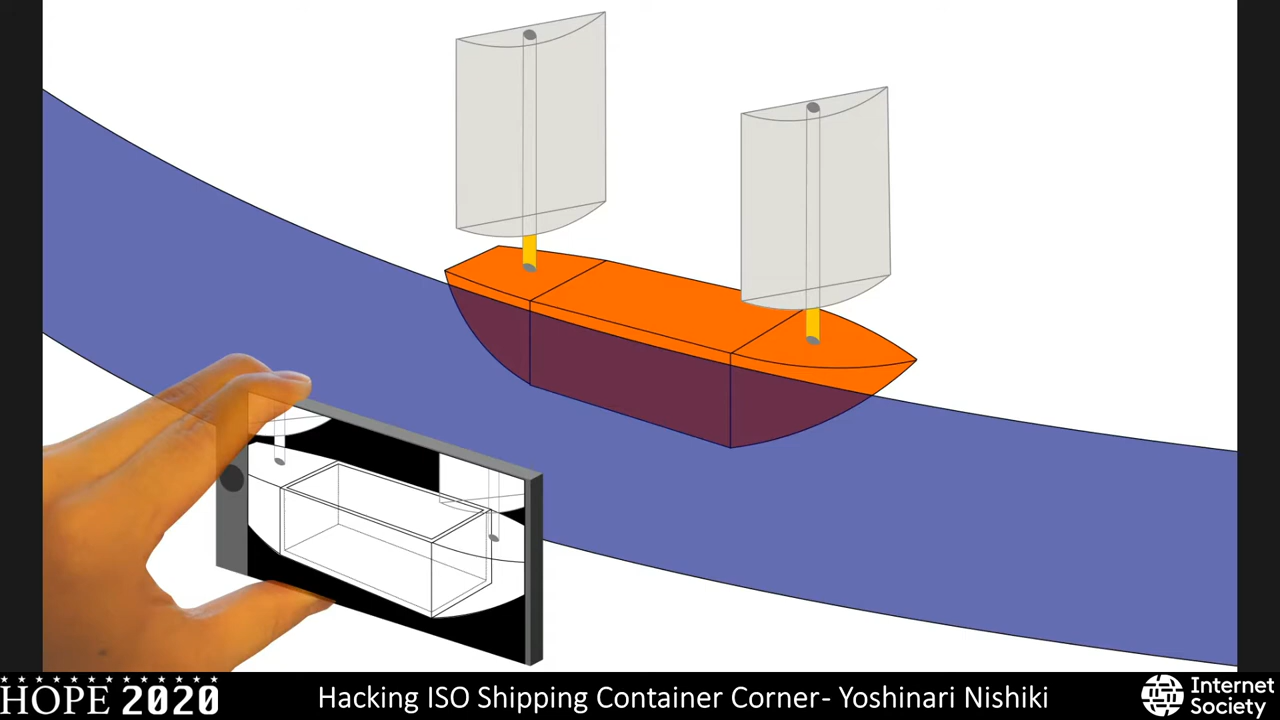 HOPE 2020
Hacking ISO Shipping Container Corner- Yoshinari Nishiki
Internet
Society